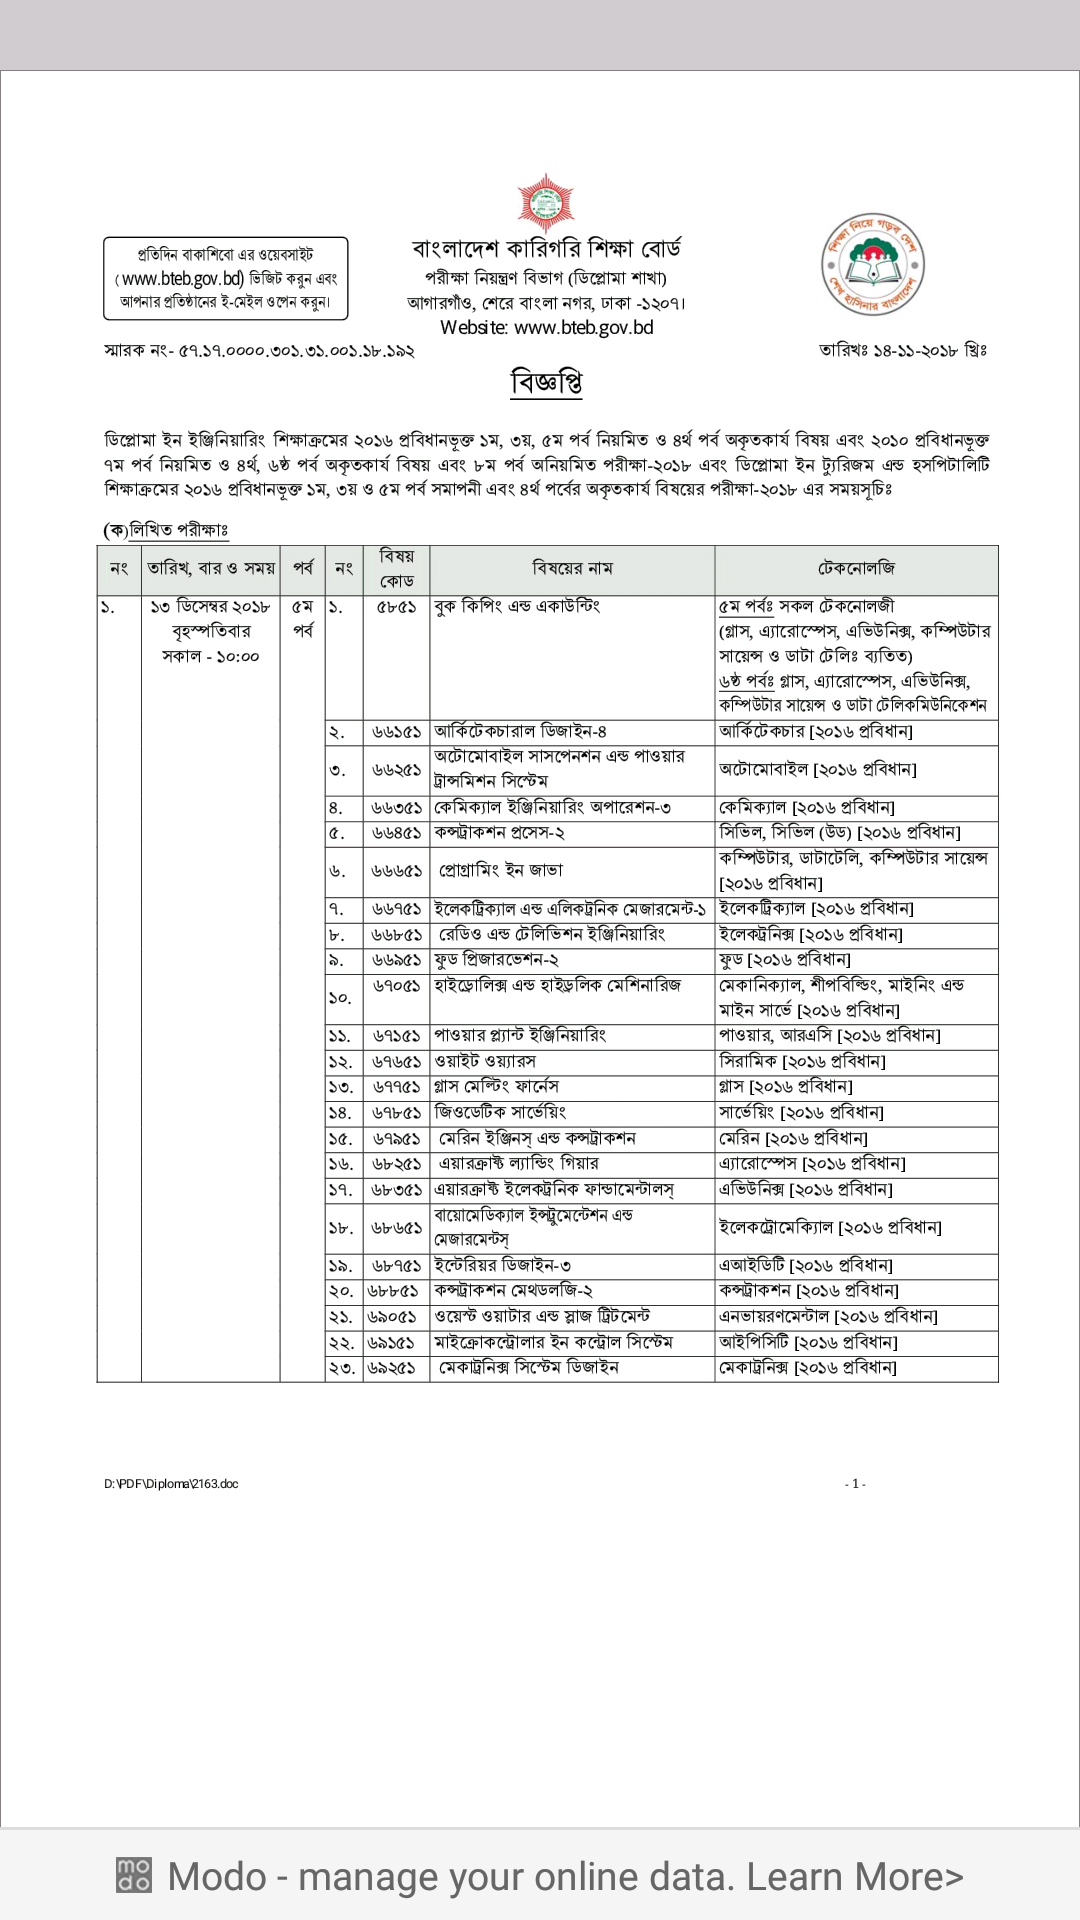 প্রতিদিন বাকাশিবো এর ওয়েবসাইট
( www.bteb.gov.bd) ভিজিট করুন এবং
আপনার প্রতিষ্ঠানের ই-মেইল ওপেন করুন।
বাংলাদেশ কারিগরি শিক্ষা বোর্ড
পরীক্ষা নিয়ন্ত্রণ বিভাগ (ডিপ্লোমা শাখা)
আগারগাঁও, শেরে বাংলা নগর, ঢাকা -১২০৭।
Website: www.bteb.gov.bd
শিক্ষা নিয়ে গড়ব দেশ
শেখ হাসিনার বাংলাদেশ
স্মারক নং- ৫৭.১৭.০০০০.৩০১.৩১.০০১.১৮.১৯২ তারিখঃ ১৪-১১-২০১৮ খ্রিঃ
বিজ্ঞপ্তি
ডিপ্লোমা ইন ইঞ্জিনিয়ারিং শিক্ষাক্রমের ২০১৬ প্রবিধানভূক্ত ১ম, ৩য়, ৫ম পর্ব নিয়মিত ও ৪র্থ পর্ব অকৃতকার্য বিষয় এবং ২০১০ প্রবিধানভূক্ত
৭ম পর্ব নিয়মিত ও ৪র্থ, ৬ষ্ঠ পর্ব অকৃতকার্য বিষয় এবং ৮ম পর্ব অনিয়মিত পরীক্ষা-২০১৮ এবং ডিপ্লোমা ইন ট্যুরিজম এন্ড হসপিটালিটি
শিক্ষাক্রমের ২০১৬ প্রবিধানভূক্ত ১ম, ৩য় ও ৫ম পর্ব সমাপনী এবং ৪র্থ পর্বের অকৃতকার্য বিষয়ের পরীক্ষা-২০১৮ এর সময়সূচিঃ
(ক)লিখিত পরীক্ষাঃ
নং তারিখ, বার ও সময় পর্ব নং বিষয় কোড বিষয়ের নাম টেকনোলজি
১. ১৩ ডিসেম্বর ২০১৮ ৫ম ১. ৫৮৫১ বুক কিপিং এন্ড একাউন্টিং ৫ম পর্বঃ সকল টেকনোলজী
বৃহস্পতিবার পর্ব (গ্লাস, এ্যারোস্পেস, এভিউনিক্স, কম্পিউটার
সকাল - ১০:০০ সায়েন্স ও ডাটা টেলিঃ ব্যতিত)
৬ষ্ঠ পর্বঃ গ্লাস, এ্যারোস্পেস, এভিউনিক্স,
কম্পিউটার সায়েন্স ও ডাটা টেলিকমিউনিকেশন
২. ৬৬১৫১ আর্কিটেকচারাল ডিজাইন-৪ আর্কিটেকচার [২০১৬ প্রবিধান]
৩. ৬৬২৫১ অটোমোবাইল সাসপেনশন এন্ড পাওয়ার
ট্রান্সমিশন সিস্টেম অটোমোবাইল [২০১৬ প্রবিধান]
৪. ৬৬৩৫১ কেমিক্যাল ইঞ্জিনিয়ারিং অপারেশন-৩ কেমিক্যাল [২০১৬ প্রবিধান]
৫. ৬৬৪৫১ কন্সট্রাকশন প্রসেস-২ সিভিল, সিভিল (উড) [২০১৬ প্রবিধান]
৬. ৬৬৬৫১ প্রোগ্রামিং ইন জাভা কম্পিউটার, ডাটাটেলি, কম্পিউটার সায়েন্স
[২০১৬ প্রবিধান]
৭. ৬৬৭৫১ ইলেকট্রিক্যাল এন্ড এলিকট্রনিক মেজারমেন্ট-১ ইলেকট্রিক্যাল [২০১৬ প্রবিধান]
৮. ৬৬৮৫১ রেডিও এন্ড টেলিভিশন ইঞ্জিনিয়ারিং ইলেকট্রনিক্স [২০১৬ প্রবিধান]
৯. ৬৬৯৫১ ফুড প্রিজারভেশন-২ ফুড [২০১৬ প্রবিধান]
১০. ৬৭০৫১ হাইড্রোলিক্স এন্ড হাইড্রলিক মেশিনারিজ মেকানিক্যাল, শীপবিল্ডিং, মাইনিং এন্ড
মাইন সার্ভে [২০১৬ প্রবিধান]
১১. ৬৭১৫১ পাওয়ার প্ল্যান্ট ইঞ্জিনিয়ারিং পাওয়ার, আরএসি [২০১৬ প্রবিধান]
১২. ৬৭৬৫১ ওয়াইট ওয়্যারস সিরামিক [২০১৬ প্রবিধান]
১৩. ৬৭৭৫১ গ্লাস মেল্টিং ফার্নেস গ্লাস [২০১৬ প্রবিধান]
১৪. ৬৭৮৫১ জিওডেটিক সার্ভেয়িং সার্ভেয়িং [২০১৬ প্রবিধান]
১৫. ৬৭৯৫১ মেরিন ইঞ্জিনস্ এন্ড কন্সট্রাকশন মেরিন [২০১৬ প্রবিধান]
১৬. ৬৮২৫১ এয়ারক্রাফ্ট ল্যান্ডিং গিয়ার এ্যারোস্পেস [২০১৬ প্রবিধান]
১৭. ৬৮৩৫১ এয়ারক্রাফ্ট ইলেকট্রনিক ফান্ডামেন্টালস্ এভিউনিক্স [২০১৬ প্রবিধান]
১৮. ৬৮৬৫১ বায়োমেডিক্যাল ইন্সট্রুমেন্টেশন এন্ড
মেজারমেন্টস্ ইলেকট্রোমেক্যািল [২০১৬ প্রবিধান]
১৯. ৬৮৭৫১ ইন্টেরিয়র ডিজাইন-৩ এআইডিটি [২০১৬ প্রবিধান]
২০. ৬৮৮৫১ কন্সট্রাকশন মেথডলজি-২ কন্সট্রাকশন [২০১৬ প্রবিধান]
২১. ৬৯০৫১ ওয়েস্ট ওয়াটার এন্ড স্লাজ ট্রিটমেন্ট এনভায়রণমেন্টাল [২০১৬ প্রবিধান]
২২. ৬৯১৫১ মাইক্রোকন্ট্রোলার ইন কন্ট্রোল সিস্টেম আইপিসিটি [২০১৬ প্রবিধান]
২৩. ৬৯২৫১ মেকাট্রনিক্স সিস্টেম ডিজাইন মেকাট্রনিক্স [২০১৬ প্রবিধান]
D:\PDF\Diploma\2163.doc - 1 -
modo Modo - manage your online data. Learn More>